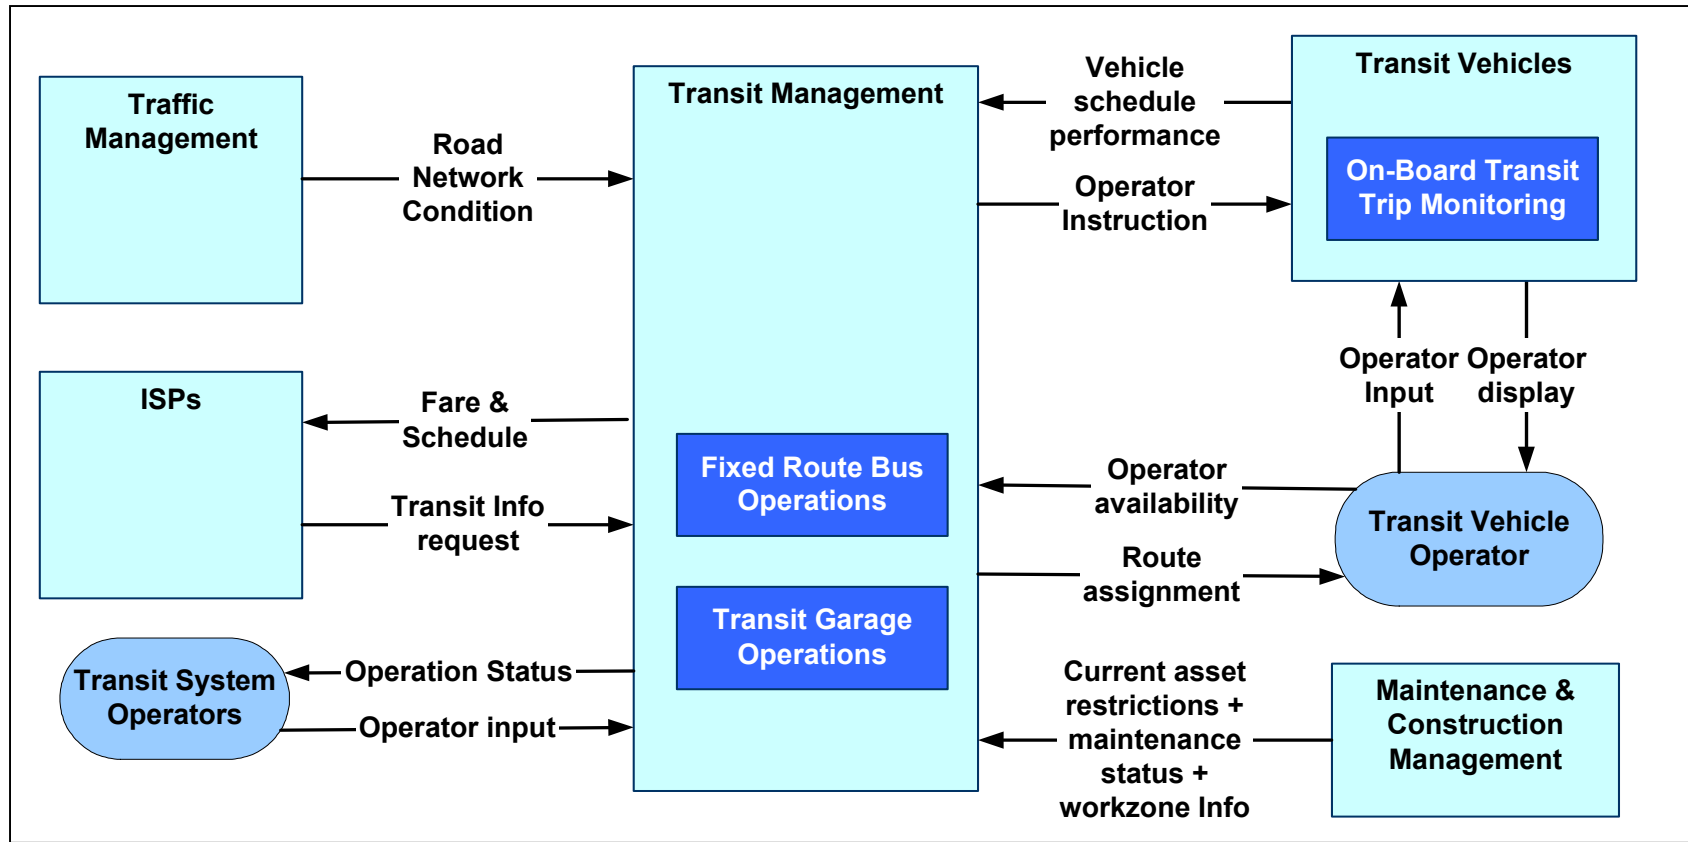 Traffic
Management
Road
Network
Condition
Transit Management
Vehicle
schedule
performance
Operator
Instruction
Transit Vehicles
On-Board Transit
Trip Monitoring
ISPs
Fare &
Schedule
Transit Info
request
Fixed Route Bus
Operations
Transit Garage
Operations
Operator
Input
Operator
display
Operator
availability
Route
assignment
Transit Vehicle
Operator
Transit System
Operators
Operation Status
Operator input
Current asset
restrictions +
maintenance
status +
workzone Info
Maintenance &
Construction
Management